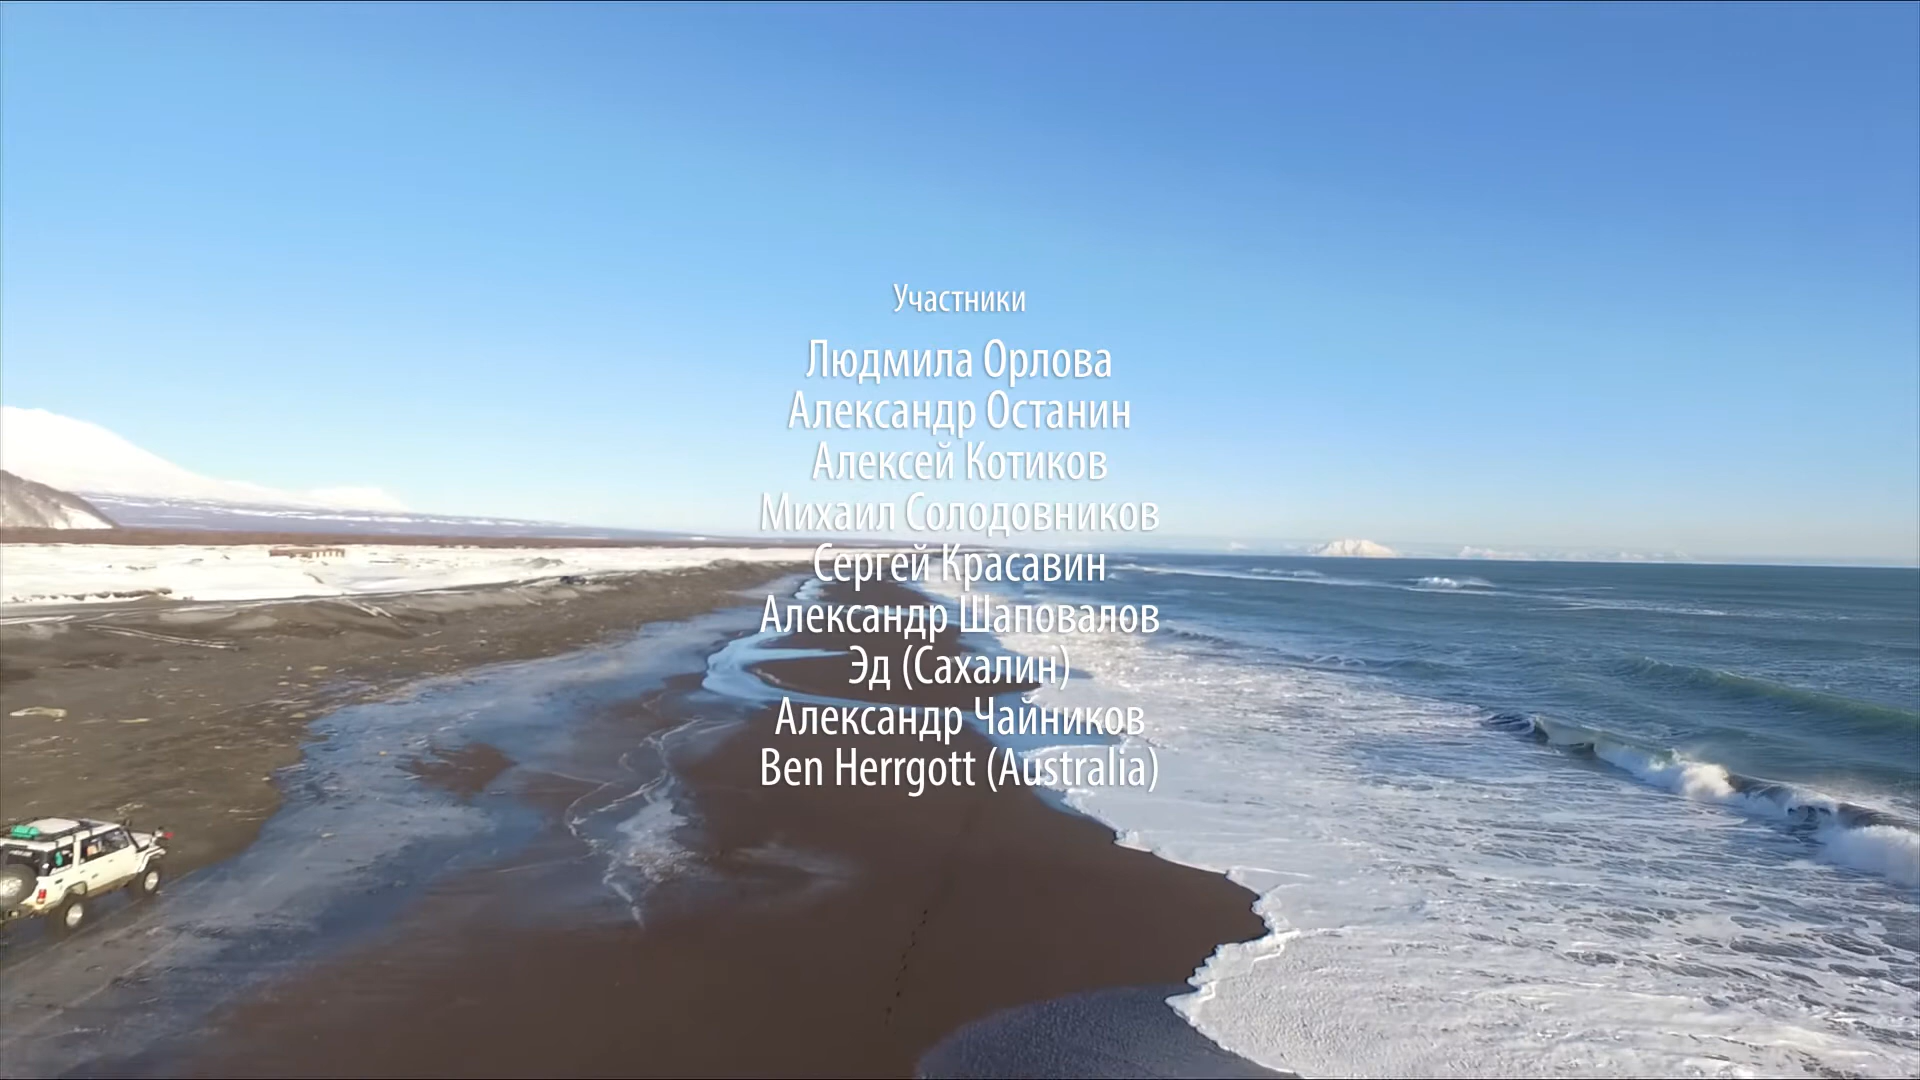 Участники
Людмила Орлова
Александр Останин
Алексей Котиков
Михаил Солодовников
Сергей Красавин
Александр Шаповалов
Эд (Сахалин)
Александр Чайников
Ben Herrgott (Australia)